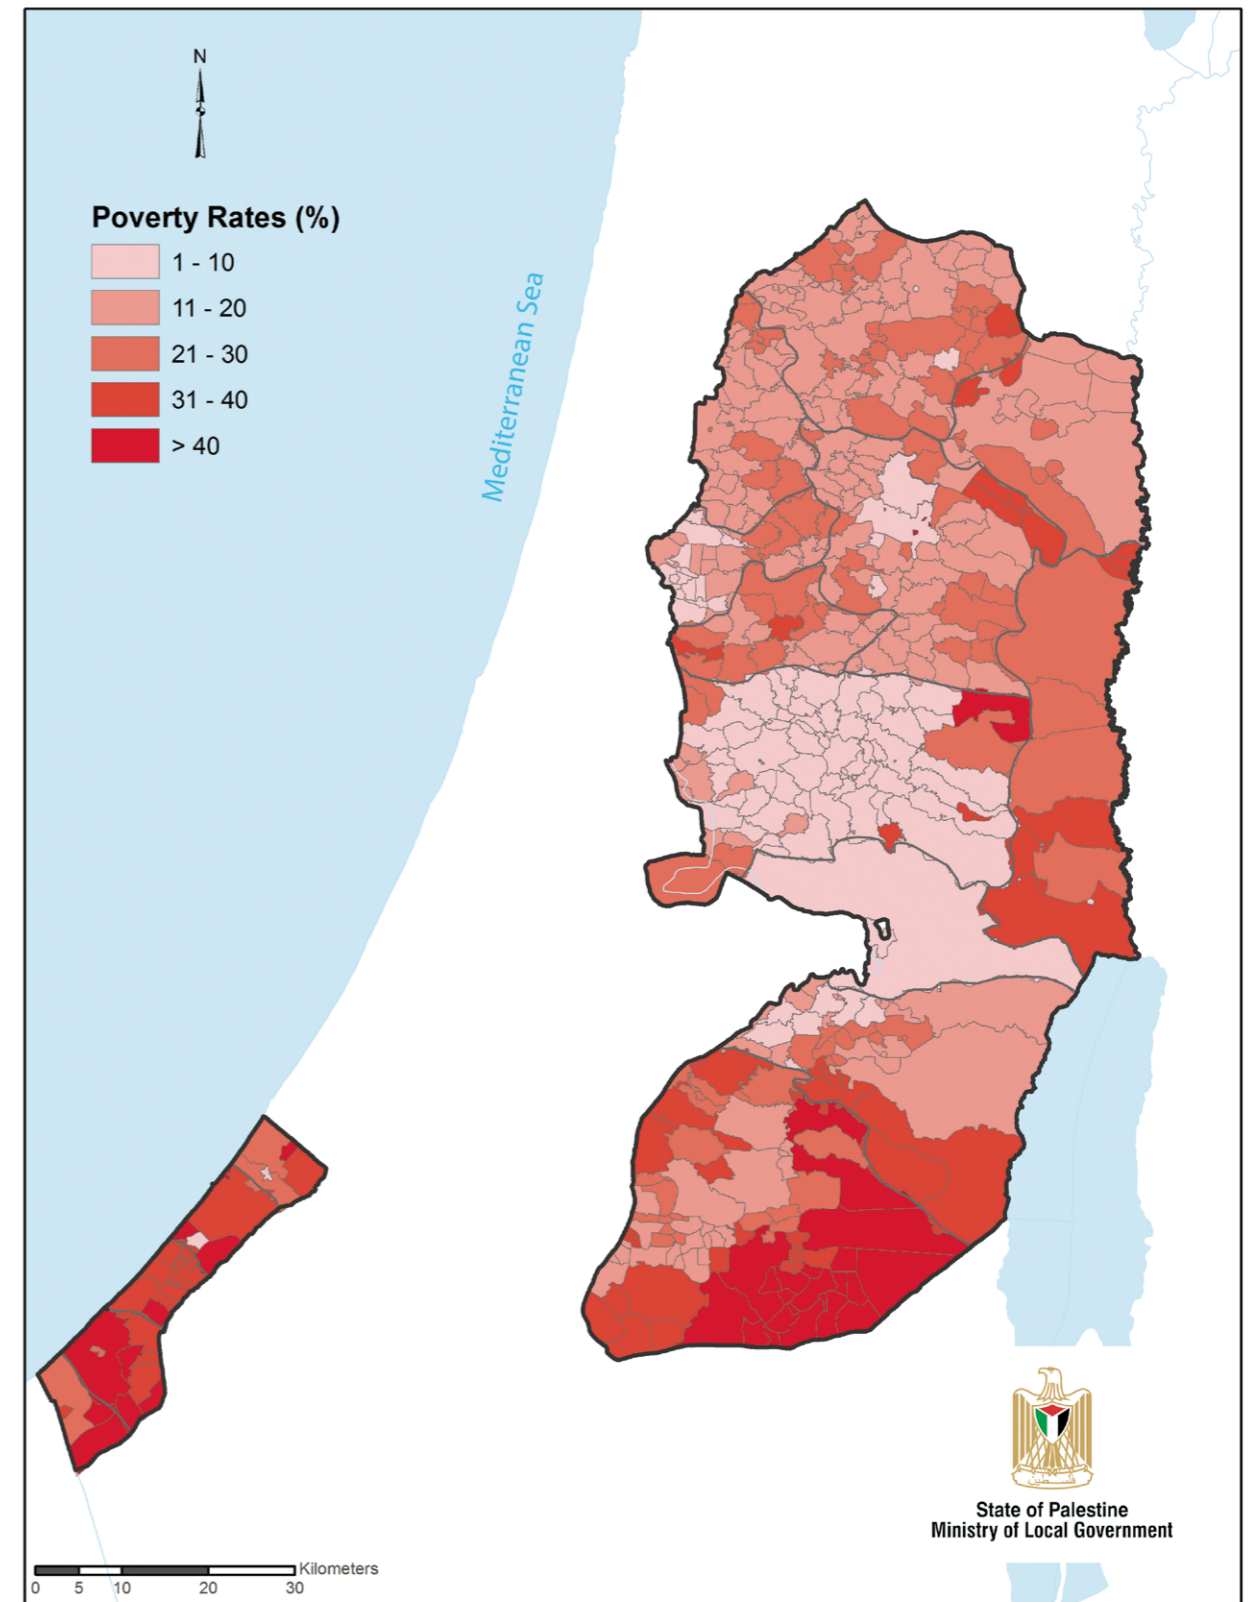 N
Poverty Rates (%)
1 - 10
11 - 20
21 - 30
31 - 40
> 40
Mediterranean Sea
فلسطين
State of Palestine
Ministry of Local Government
Kilometers
0 5 10 20 30